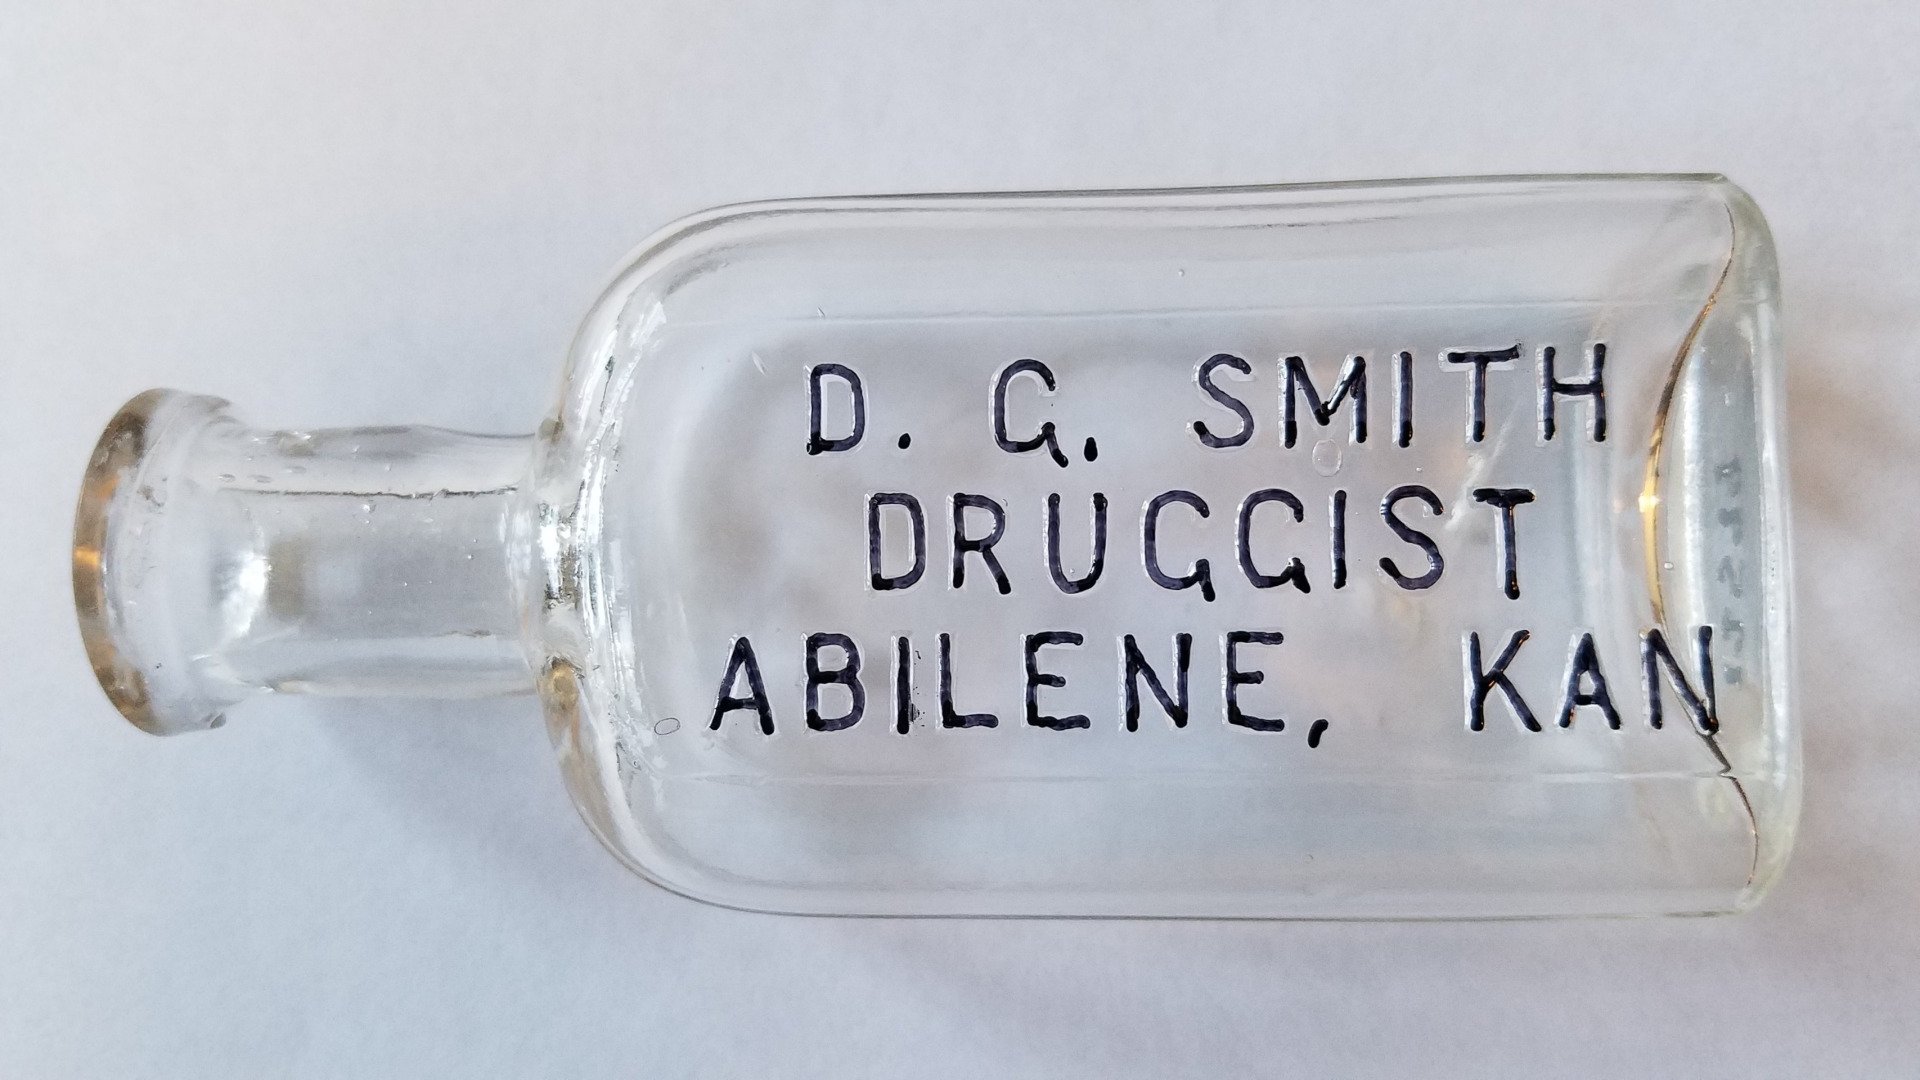 D. G. SMITH
DRUGGIST
ABILENE, KAN